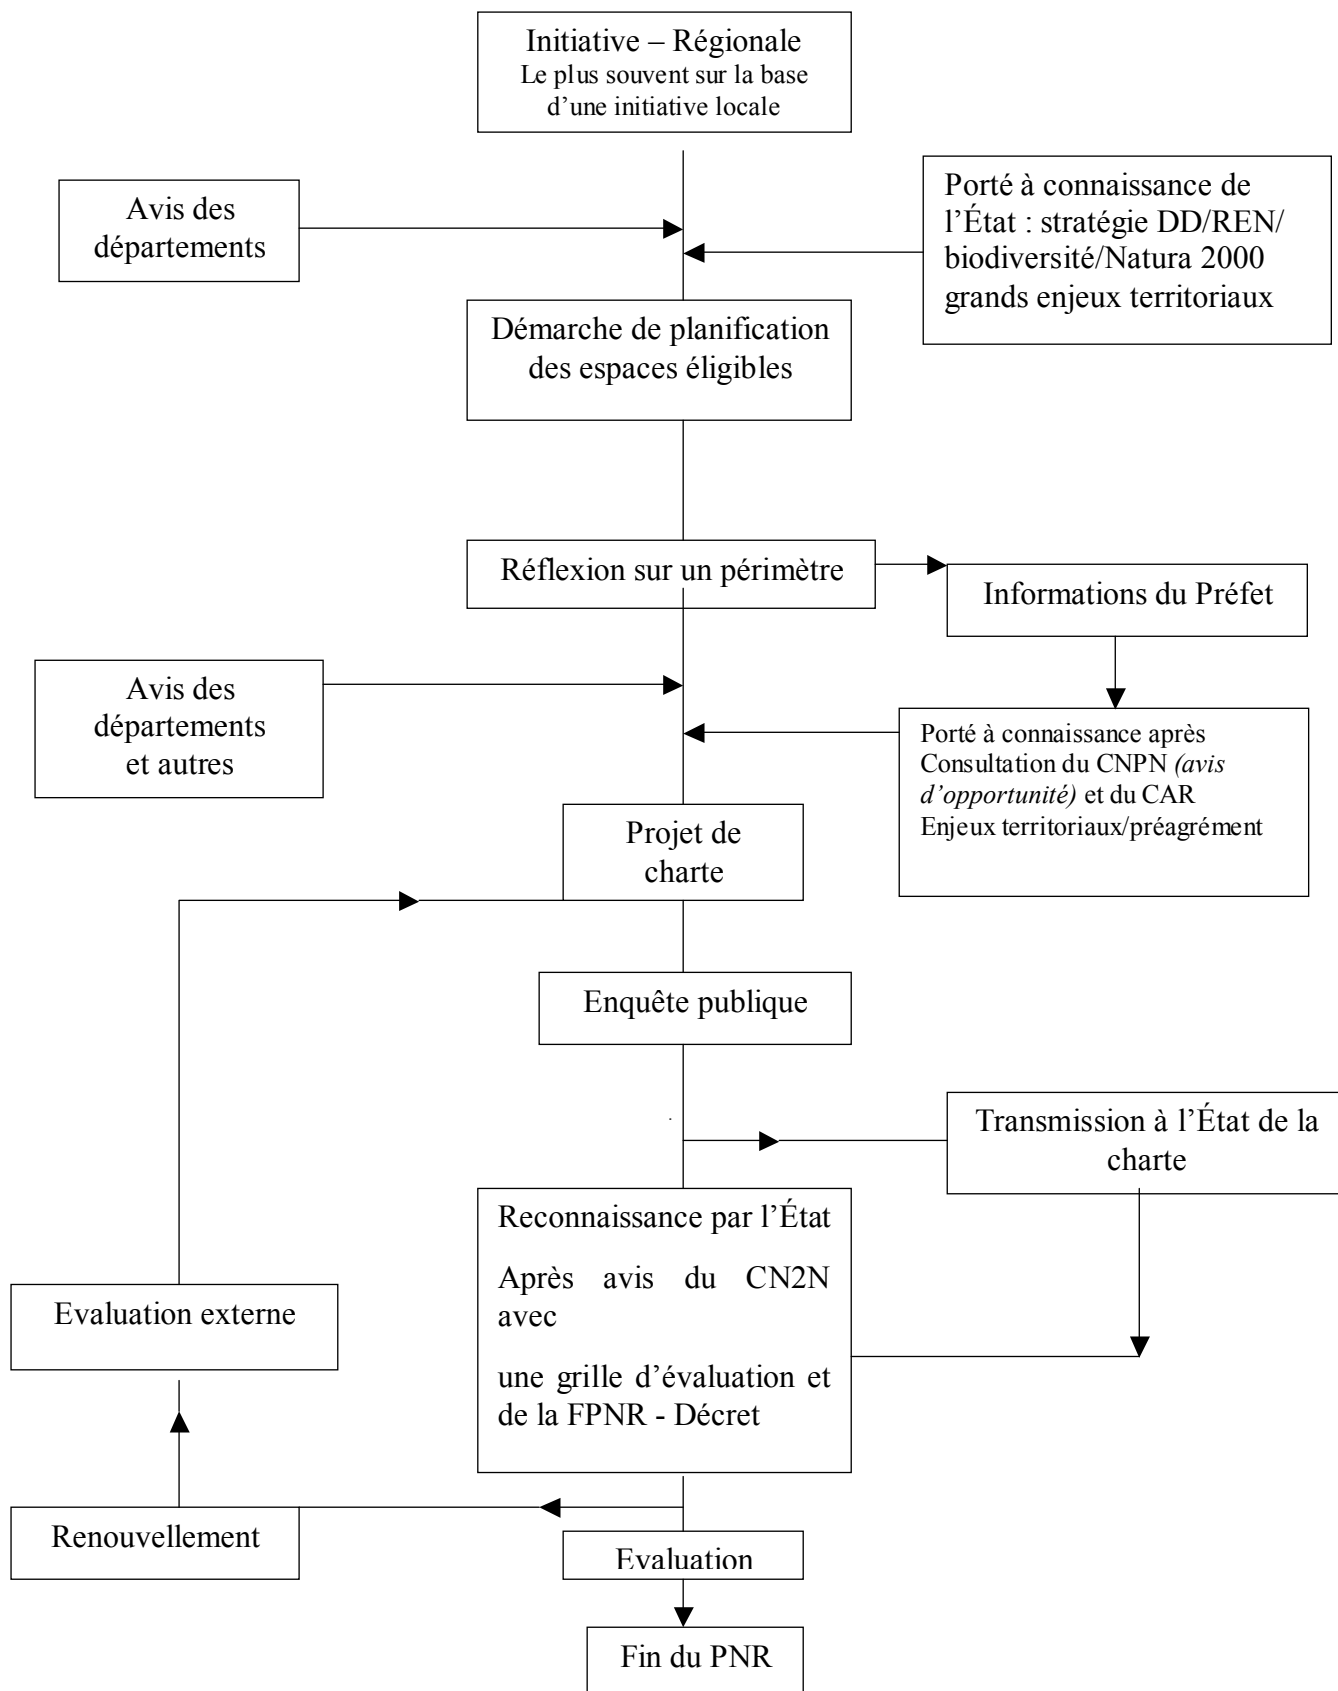 Initiative – Régionale
Le plus souvent sur la base
d’une initiative locale
Avis des
départements
Porté à connaissance de
l’État : stratégie DD/REN/
biodiversité/Natura 2000
grands enjeux territoriaux
Démarche de planification
des espaces éligibles
Réflexion sur un périmètre
Informations du Préfet
Avis des
départements
et autres
Porté à connaissance après
Consultation du CNPN (avis
d’opportunité) et du CAR
Enjeux territoriaux/préagrément
Projet de
charte
Enquête publique
Transmission à l’État de la
charte
Reconnaissance par l’État
Après avis du CN2N
avec
une grille d’évaluation et
de la FPNR - Décret
Evaluation externe
Renouvellement
Evaluation
Fin du PNR